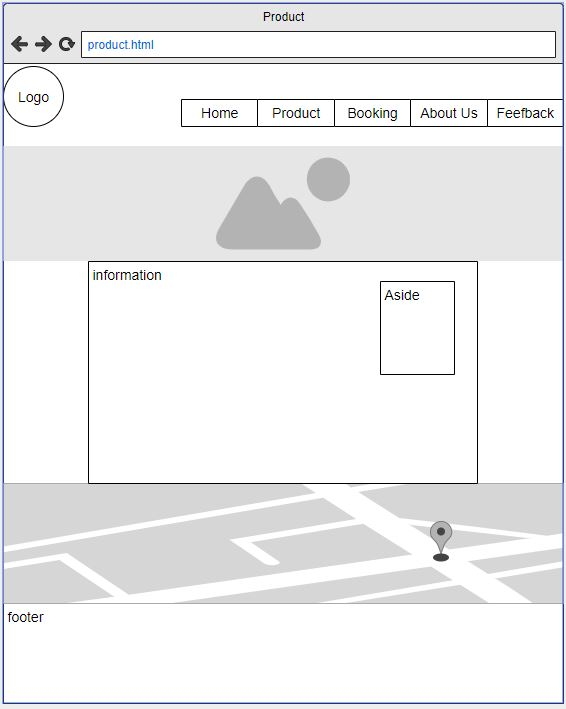 Product
product.html
Logo
Home Product Booking About Us Feefback
information
Aside
footer